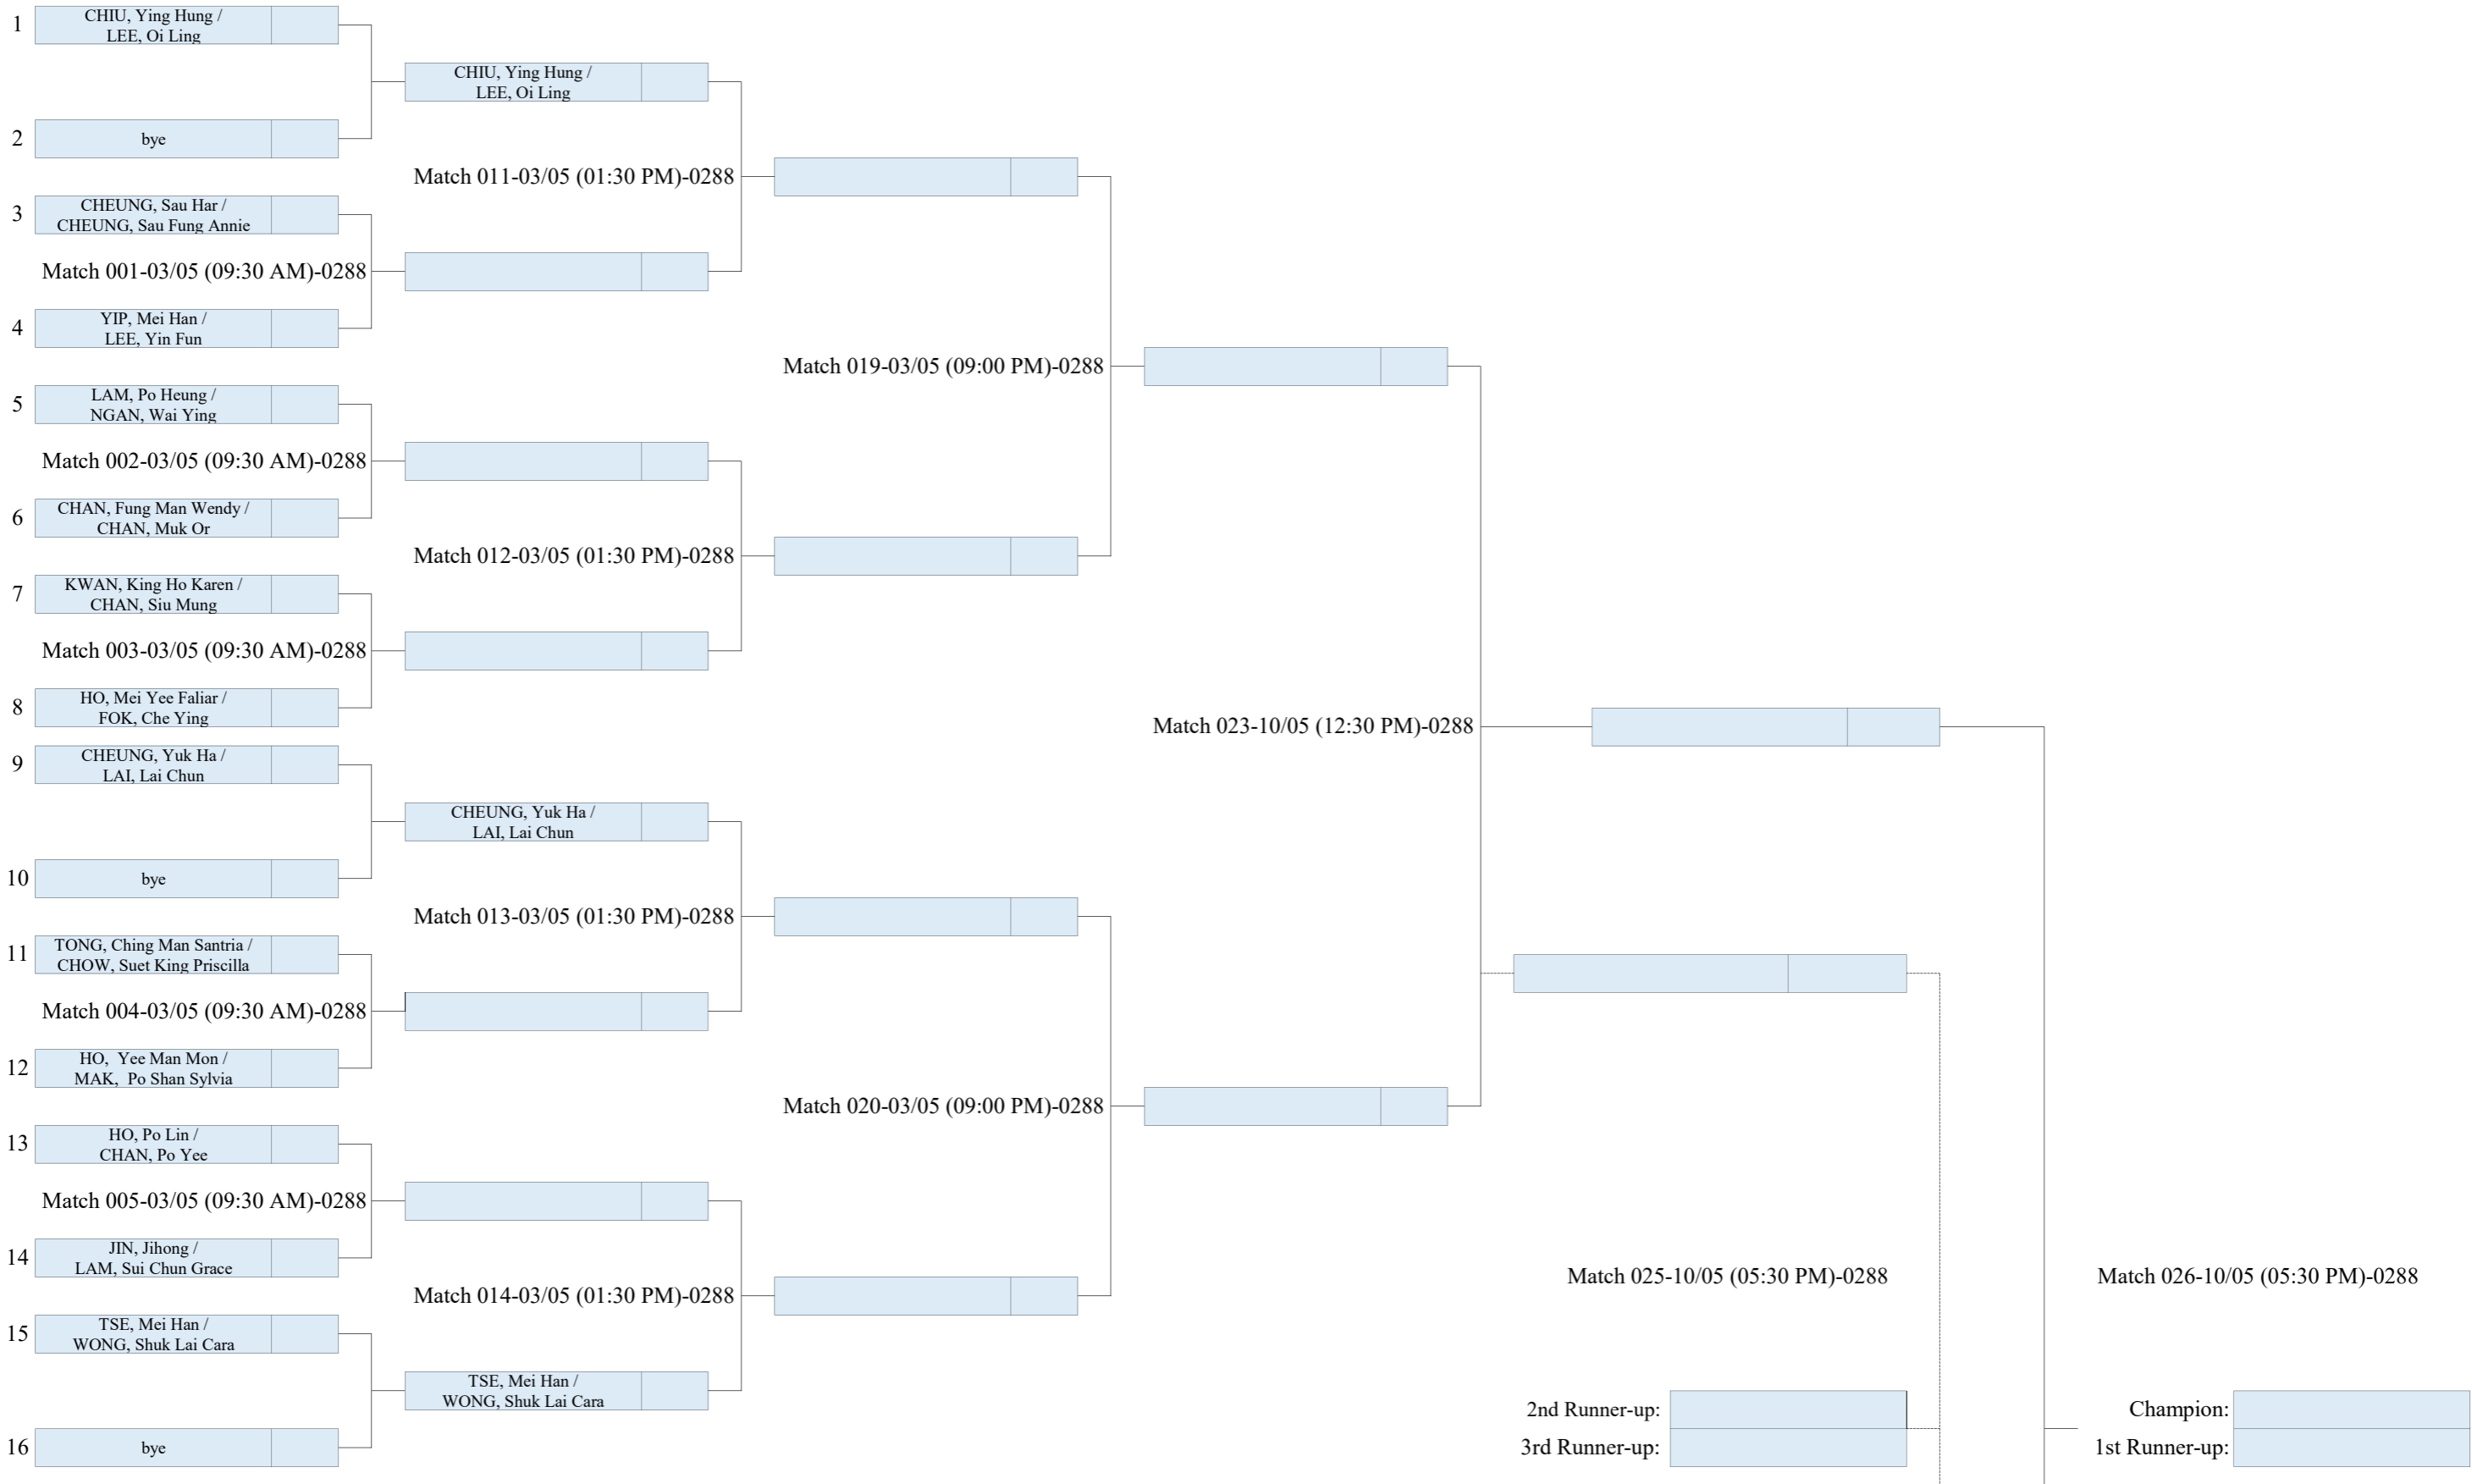 1
CHIU, Ying Hung /
LEE, Oi Ling
CHIU, Ying Hung /
LEE, Oi Ling
2
bye
Match 011-03/05 (01:30 PM)-0288
3
CHEUNG, Sau Har /
CHEUNG, Sau Fung Annie
Match 001-03/05 (09:30 AM)-0288
4
YIP, Mei Han /
LEE, Yin Fun
Match 019-03/05 (09:00 PM)-0288
5
LAM, Po Heung /
NGAN, Wai Ying
Match 002-03/05 (09:30 AM)-0288
6
CHAN, Fung Man Wendy /
CHAN, Muk Or
Match 012-03/05 (01:30 PM)-0288
7
KWAN, King Ho Karen /
CHAN, Siu Mung
Match 003-03/05 (09:30 AM)-0288
8
HO, Mei Yee Faliar /
FOK, Che Ying
Match 023-10/05 (12:30 PM)-0288
9
CHEUNG, Yuk Ha /
LAI, Lai Chun
CHEUNG, Yuk Ha /
LAI, Lai Chun
10
bye
Match 013-03/05 (01:30 PM)-0288
11
TONG, Ching Man Santria /
CHOW, Suet King Priscilla
Match 004-03/05 (09:30 AM)-0288
12
HO,  Yee Man Mon /
MAK,  Po Shan Sylvia
Match 020-03/05 (09:00 PM)-0288
13
HO, Po Lin /
CHAN, Po Yee
Match 005-03/05 (09:30 AM)-0288
14
JIN, Jihong /
LAM, Sui Chun Grace
Match 025-10/05 (05:30 PM)-0288
Match 026-10/05 (05:30 PM)-0288
Match 014-03/05 (01:30 PM)-0288
15
TSE, Mei Han /
WONG, Shuk Lai Cara
TSE, Mei Han /
WONG, Shuk Lai Cara
16
bye
2nd Runner-up:
3rd Runner-up:
Champion:
1st Runner-up: